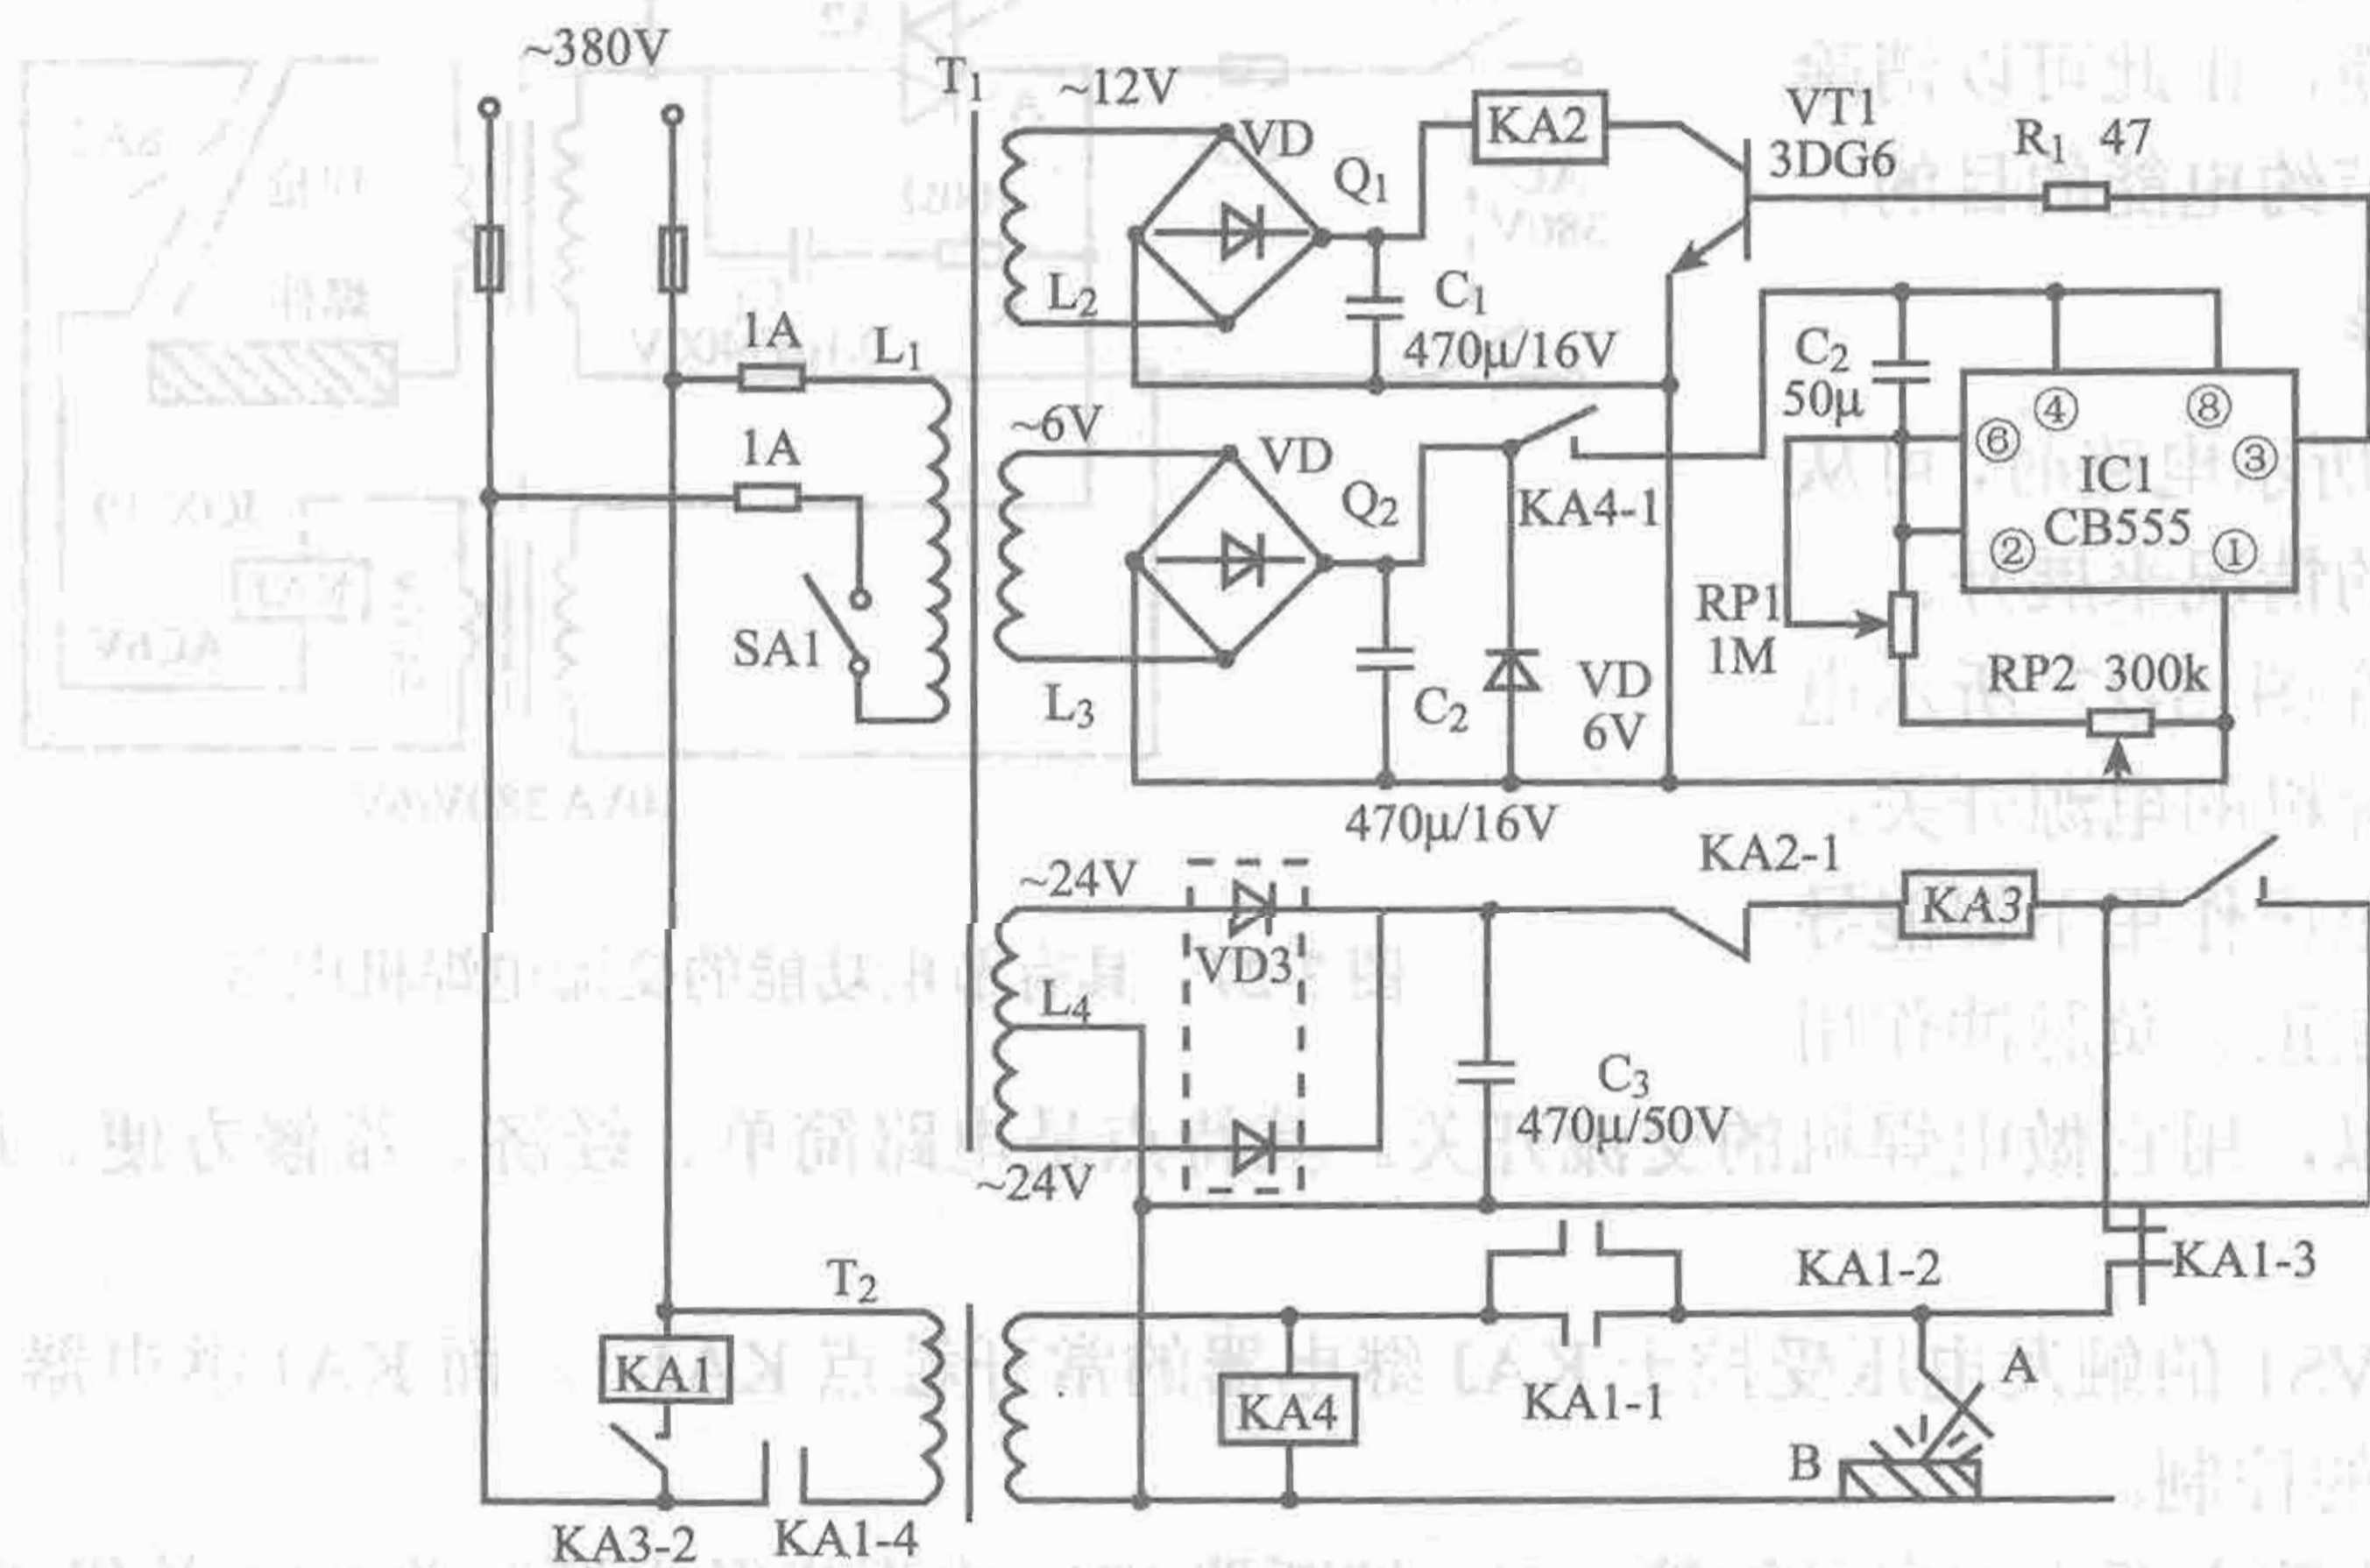 ~380V
T1
~12V
VD
Q1
KA2
VT1
3DG6
R1 47
L2
C1
470μ/16V
1A
L1
1A
SA1
~6V
VD
Q2
KA4-1
L3
C2
VD
6V
470μ/16V
C2
50μ
④
⑧
⑥
③
IC1
CB555
②
①
RP1
1M
RP2 300k
~24V
VD3
L4
~24V
C3
470μ/50V
KA2-1
KA3
KA1-3
T2
KA1
KA3-2
KA1-4
KA4
KA1-1
KA1-2
A
B